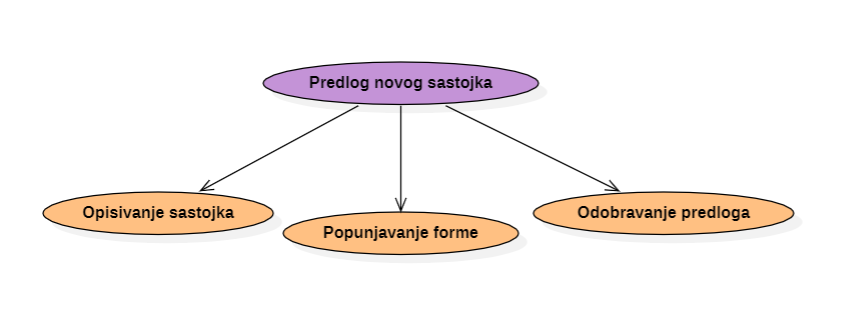 Predlog novog sastojka
Opisivanje sastojka
Popunjavanje forme
Odobravanje predloga